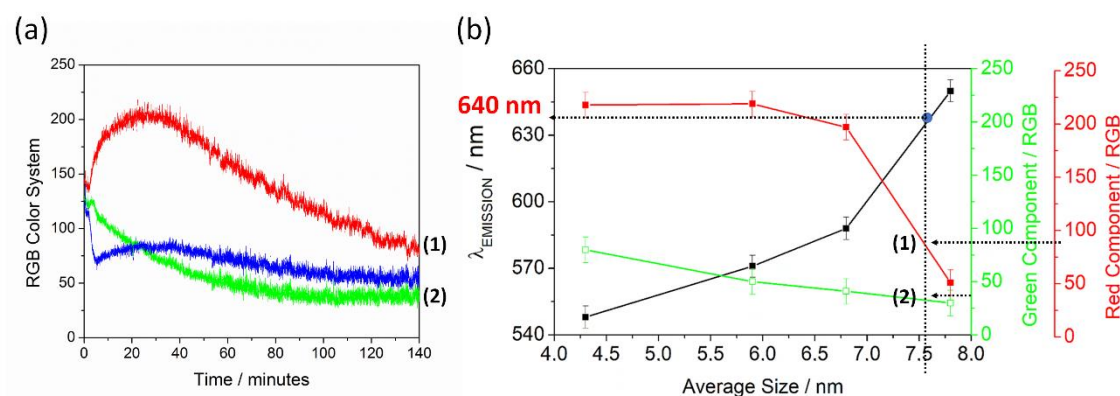 (a)
RGB Color System
250
200
150
100
50
0
0 20 40 60 80 100 120 140
Time / minutes
(1)
(2)
(b)
640 nm
λEMISSION / nm
660
630
600
570
540
4.0 4.5 5.0 5.5 6.0 6.5 7.0 7.5 8.0
Average Size / nm
(1)
(2)
250
200
150
100
50
0
Green Component / RGB
250
200
150
100
50
0
Red Component / RGB